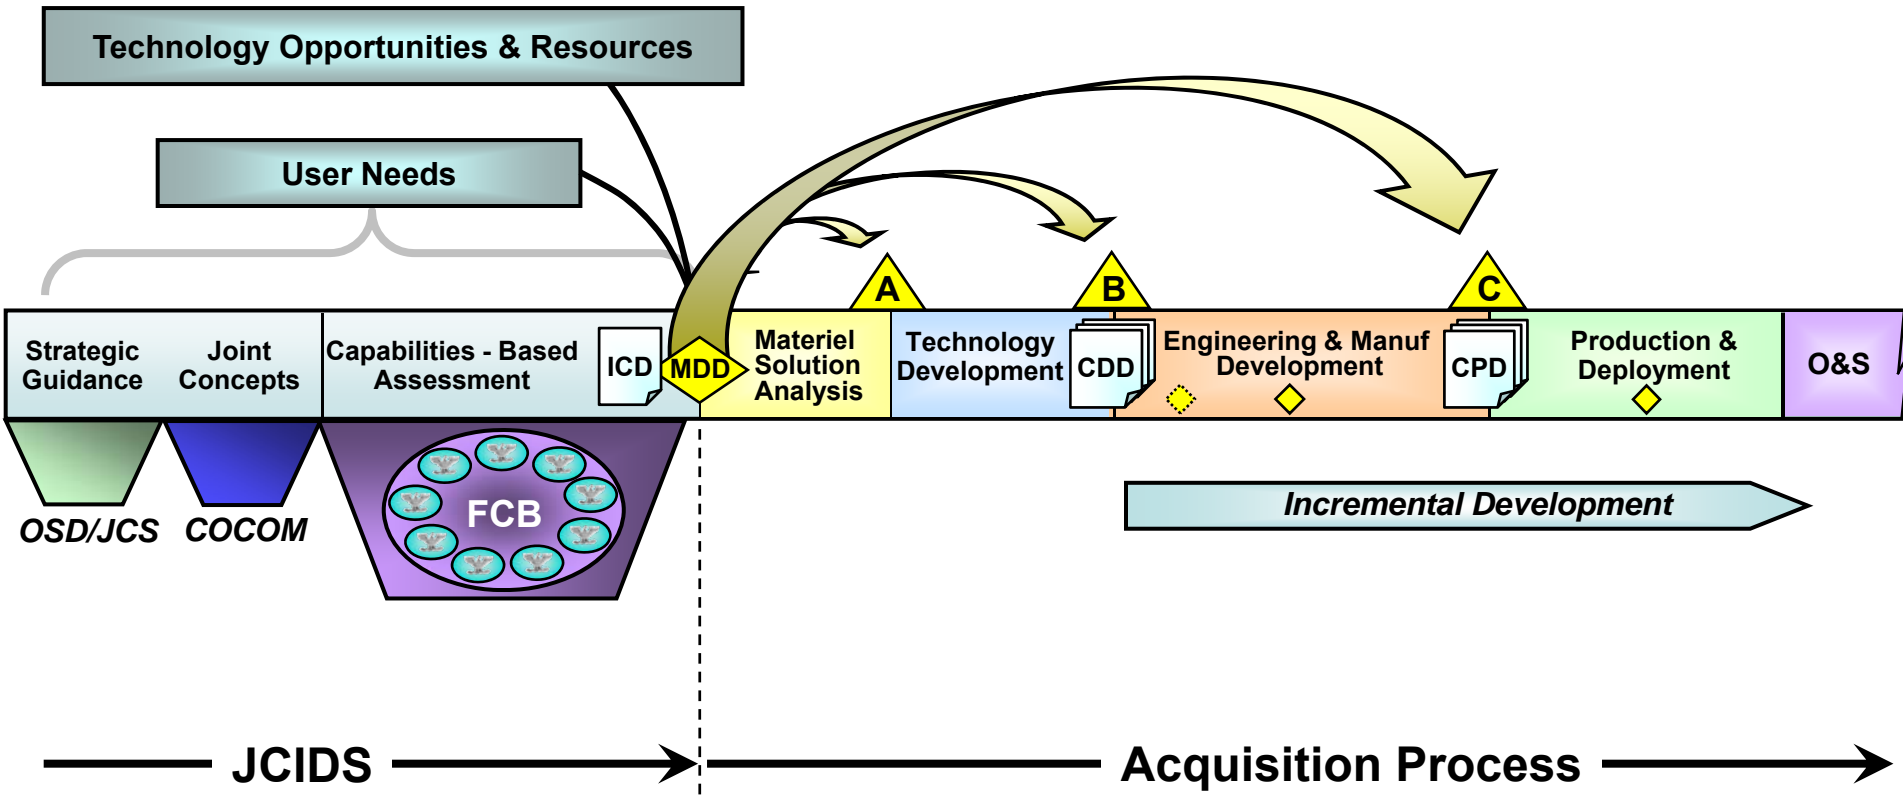 Technology Opportunities & Resources
User Needs
A
B
C
Strategic
Guidance
Joint
Concepts
Capabilities - Based
Assessment
ICD
MDD
Materiel
Solution
Analysis
Technology
Development
CDD
Engineering & Manuf
Development
CPD
Production &
Deployment
O&S
FCB
OSD/JCS
COCOM
Incremental Development
JCIDS
Acquisition Process